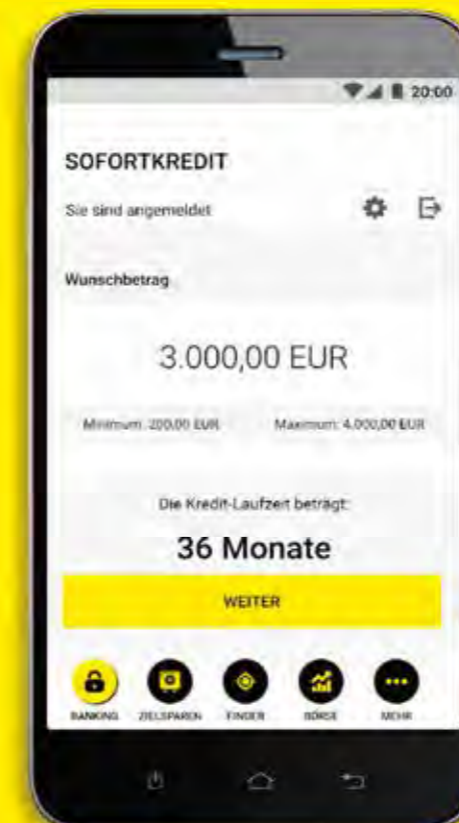 20:00
SOFORTKREDIT
Sie sind angemeldet
Wunschbetrag
3.000,00 EUR
Minimum: 200,00 EUR Maximum: 4.000,00 EUR
Die Kredit-Laufzeit beträgt:
36 Monate
WEITER
BANKING ZIELSPAREN FINDER BÖRSE MEHR